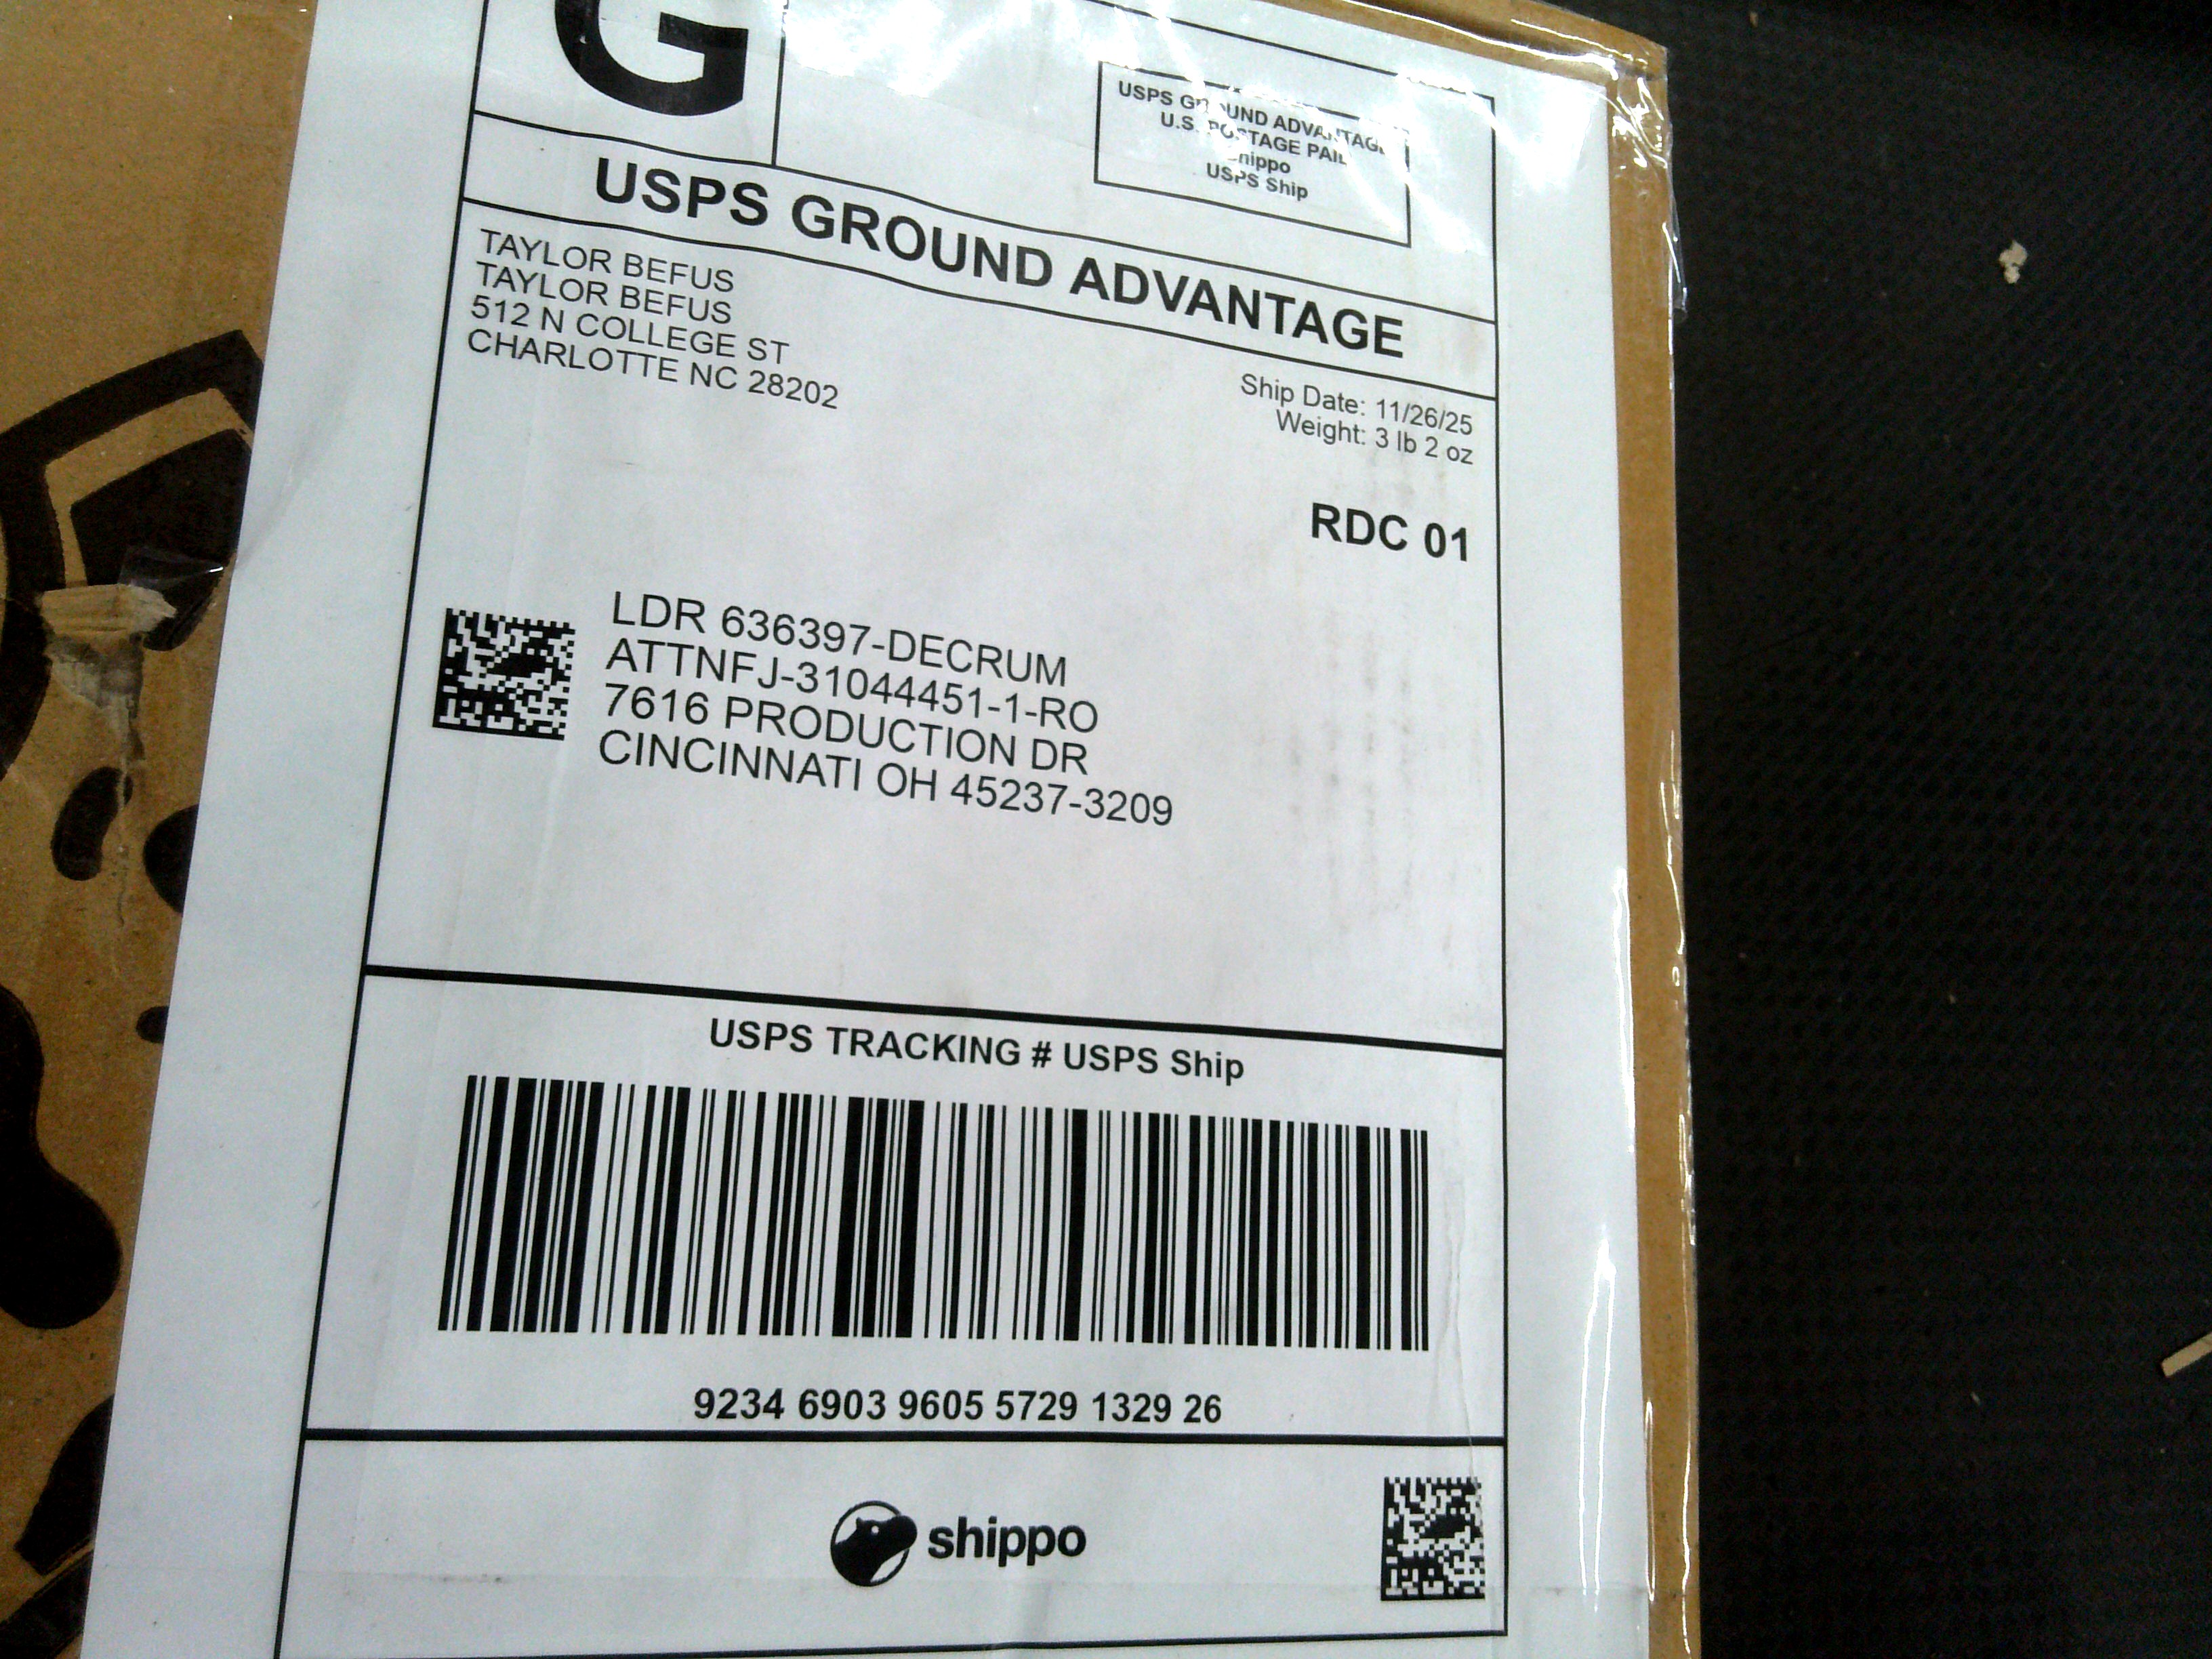 G
USPS GROUND ADVANTAGE
U.S. POSTAGE PAID
USPS Ship
USPS GROUND ADVANTAGE
TAYLOR BEFUS
TAYLOR BEFUS
512 N COLLEGE ST
CHARLOTTE NC 28202
Ship Date: 11/26/25
Weight: 3 lb 2 oz
RDC 01
LDR 636397-DECRUM
ATTNFJ-31044451-1-RO
7616 PRODUCTION DR
CINCINNATI OH 45237-3209
USPS TRACKING # USPS Ship
9234 6903 9605 5729 1329 26
shippo